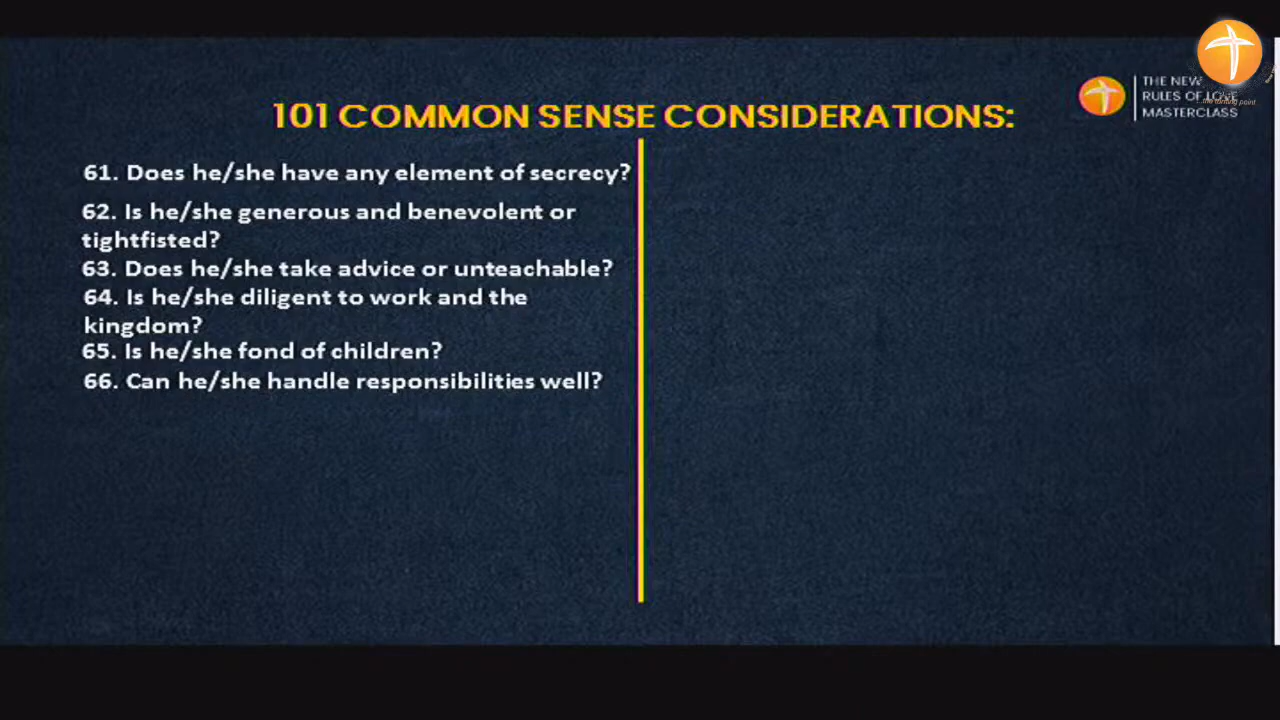 101 COMMON SENSE CONSIDERATIONS:
61. Does he/she have any element of secrecy?
62. Is he/she generous and benevolent or
tightfisted?
63. Does he/she take advice or unteachable?
64. Is he/she diligent to work and the
kingdom?
65. Is he/she fond of children?
66. Can he/she handle responsibilities well?
THE NEW
RULES OF LOVE
MASTERCLASS
...the turning point